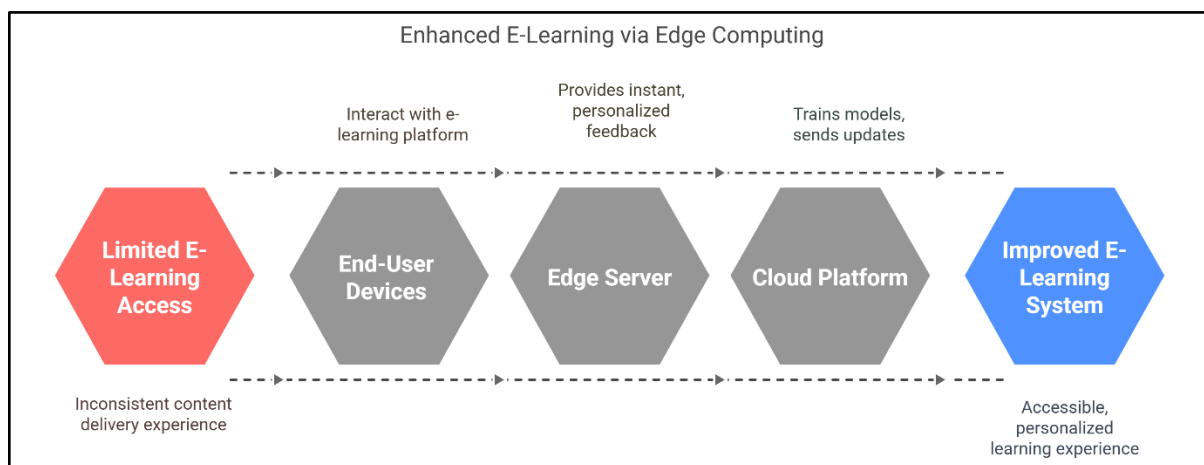 Enhanced E-Learning via Edge Computing
Interact with e-
learning platform
Provides instant,
personalized
feedback
Trains models,
sends updates
Limited E-
Learning
Access
End-User
Devices
Edge Server
Cloud Platform
Improved E-
Learning
System
Inconsistent content
delivery experience
Accessible,
personalized
learning experience